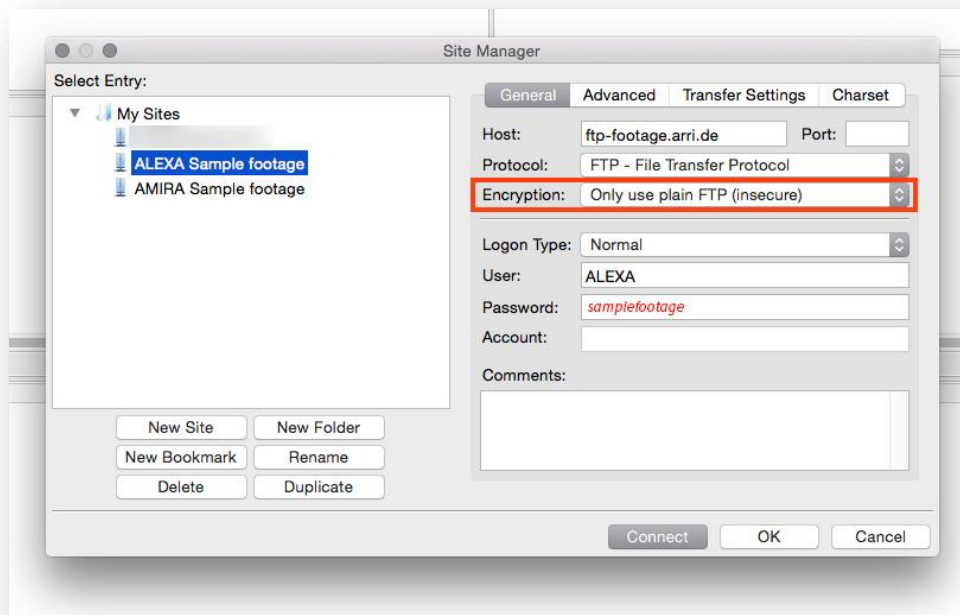 Site Manager
Select Entry:
My Sites
ALEXA Sample footage
AMIRA Sample footage
New Site New Folder
New Bookmark Rename
Delete Duplicate
General Advanced Transfer Settings Charset
Host: ftp-footage.arri.de Port:
Protocol: FTP - File Transfer Protocol
Encryption: Only use plain FTP (insecure)
Logon Type: Normal
User: ALEXA
Password: samplefootage
Account:
Comments:
Connect OK Cancel